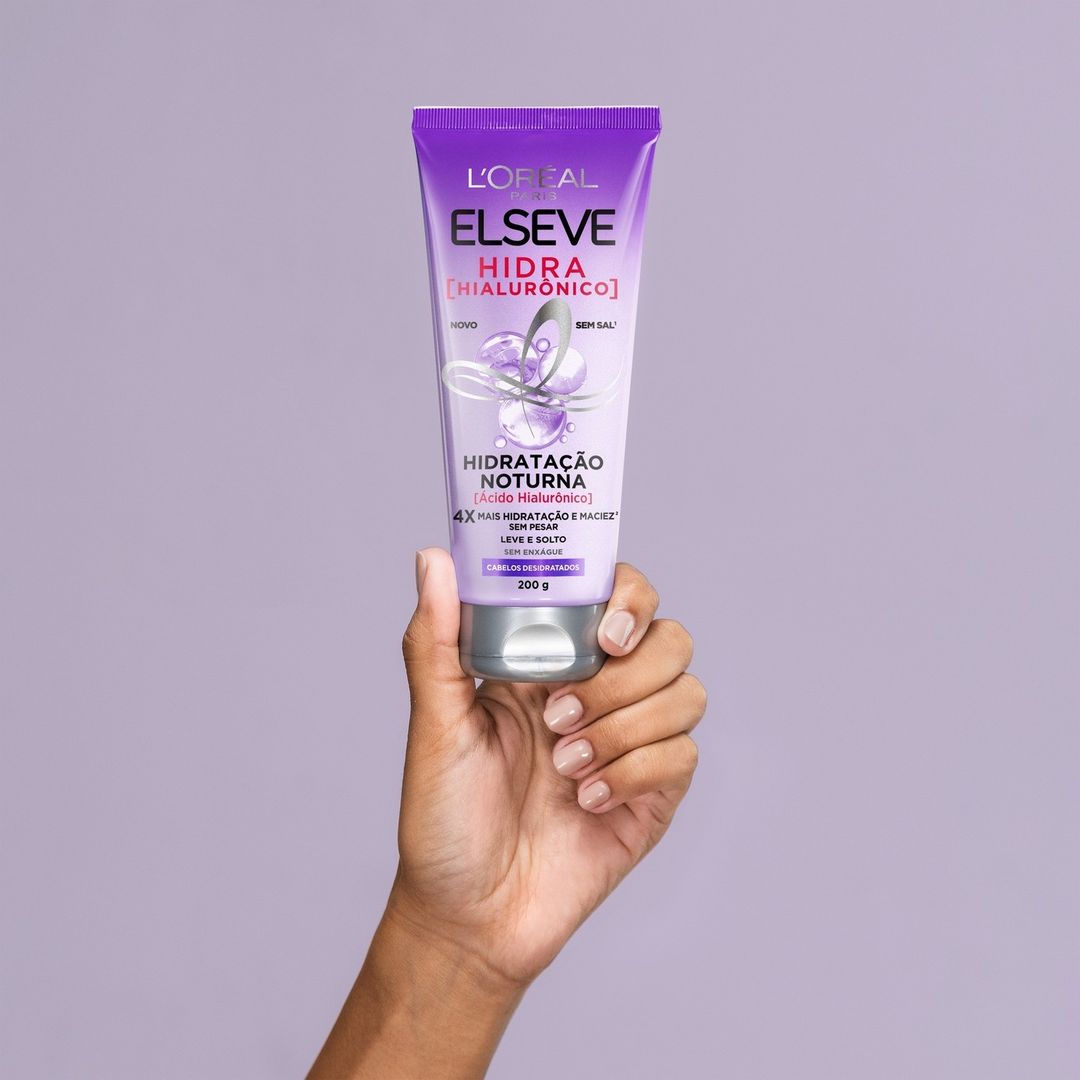 L'ORÉAL
PARIS
ELSEVE
HIDRA
[HIALURÔNICO]
NOVO
SEM SAL¹
HIDRATAÇÃO
NOTURNA
[Ácido Hialurônico]
4X MAIS HIDRATAÇÃO E MACIEZ²
SEM PESAR
LEVE E SOLTO
SEM ENXÁGUE
CABELOS DESIDRATADOS
200 g